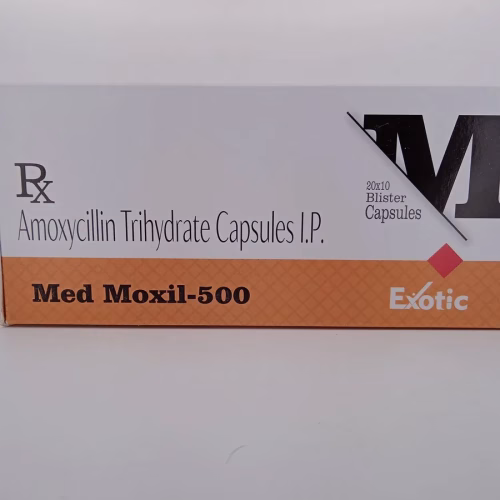 Rx
Amoxycillin Trihydrate Capsules I.P.
Med Moxil-500
M
20x10
Blister
Capsules
Exotic